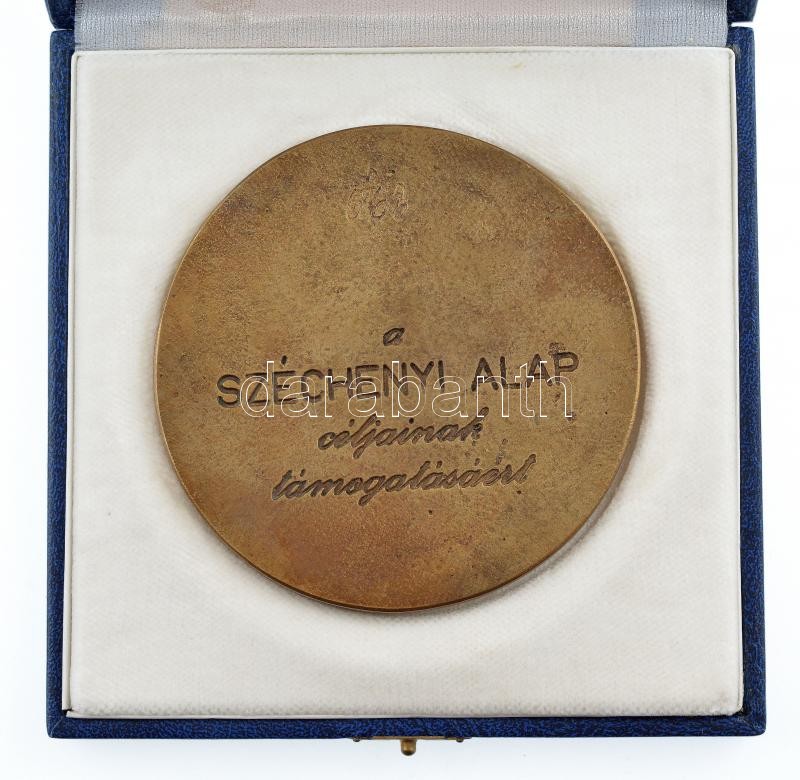 a
SZÉCHENYI ALAP
darabanth
céljainak
támogatásáért